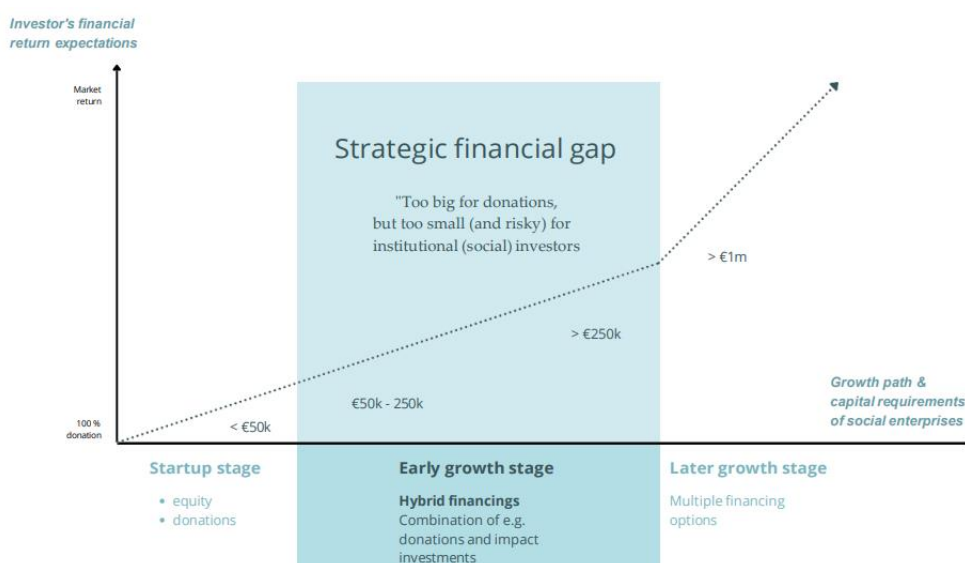 Investor's financial
return expectations
Market
return
Strategic financial gap
"Too big for donations,
but too small (and risky) for
institutional (social) investors
> €1m
> €250k
€50k - 250k
< €50k
Growth path &
capital requirements
of social enterprises
100 %
donation
Startup stage
• equity
• donations
Early growth stage
Hybrid financings
Combination of e.g.
donations and impact
investments
Later growth stage
Multiple financing
options